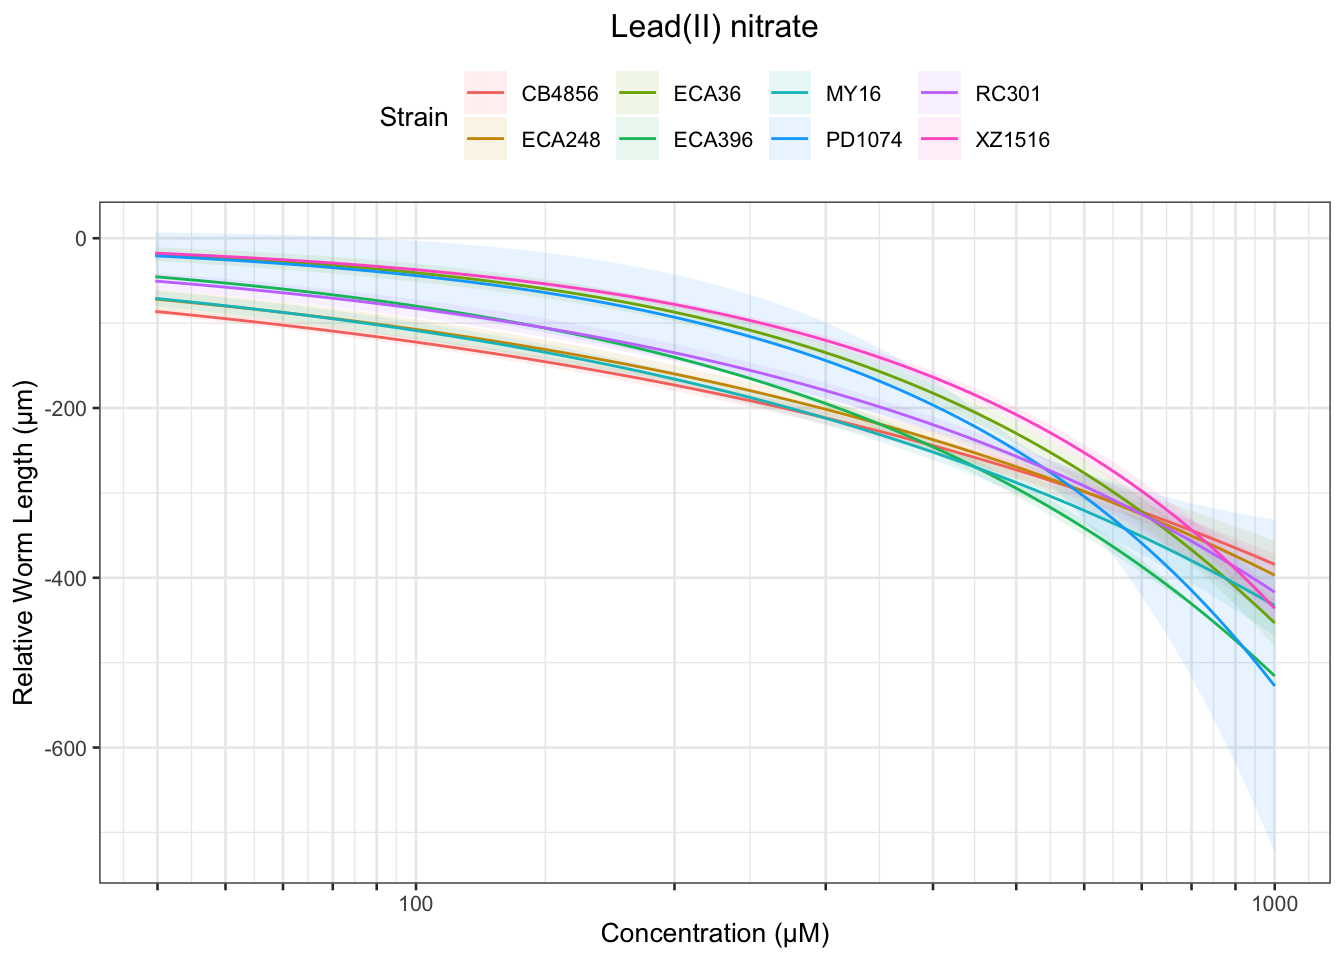 Lead(II) nitrate
Strain
CB4856 ECA36 MY16 RC301
ECA248 ECA396 PD1074 XZ1516
0
-200
-400
-600
Relative Worm Length (µm)
100 1000
Concentration (µM)